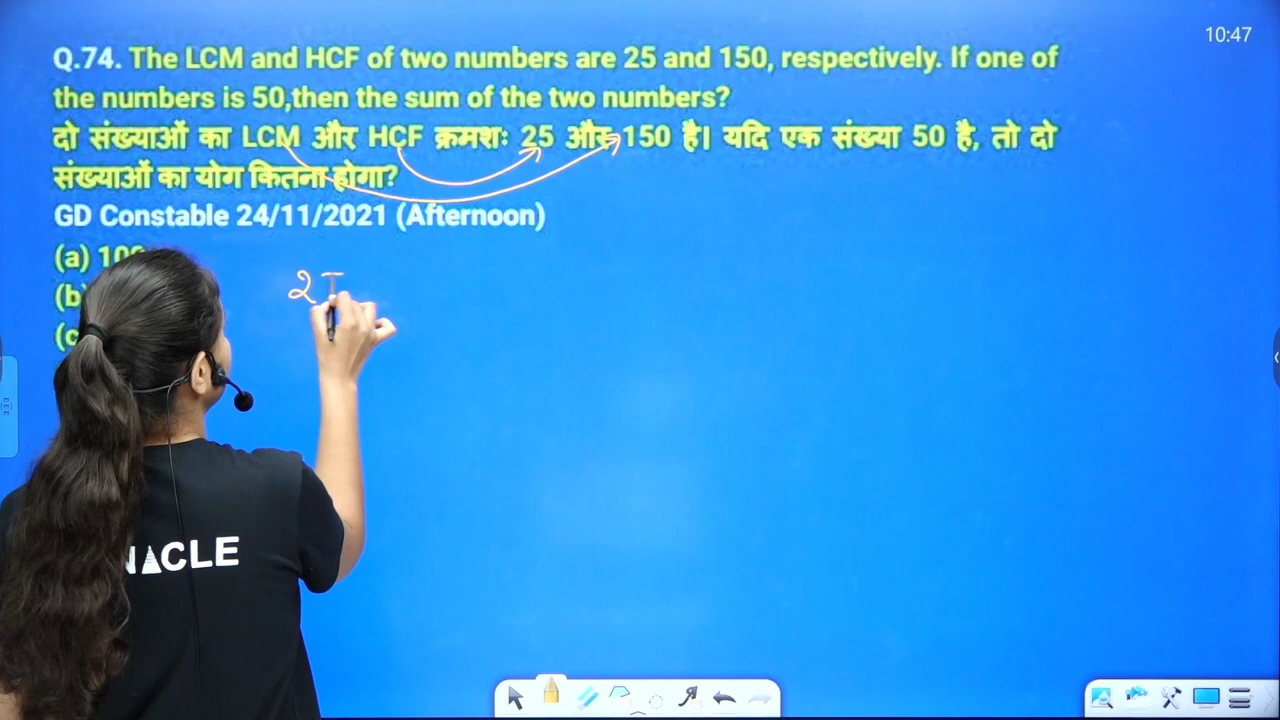 10:47
Q.74. The LCM and HCF of two numbers are 25 and 150, respectively. If one of
the numbers is 50,then the sum of the two numbers?
दो संख्याओं का LCM और HCF क्रमशः 25 और 150 है। यदि एक संख्या 50 है, तो दो
संख्याओं का योग कितना होगा?
GD Constable 24/11/2021 (Afternoon)
(a)
(b)
(c
2
NACLE